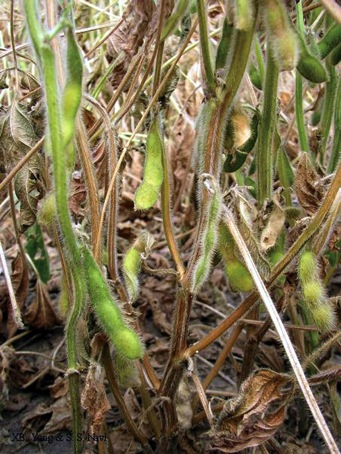 X.B. Yang & S.S. Navi